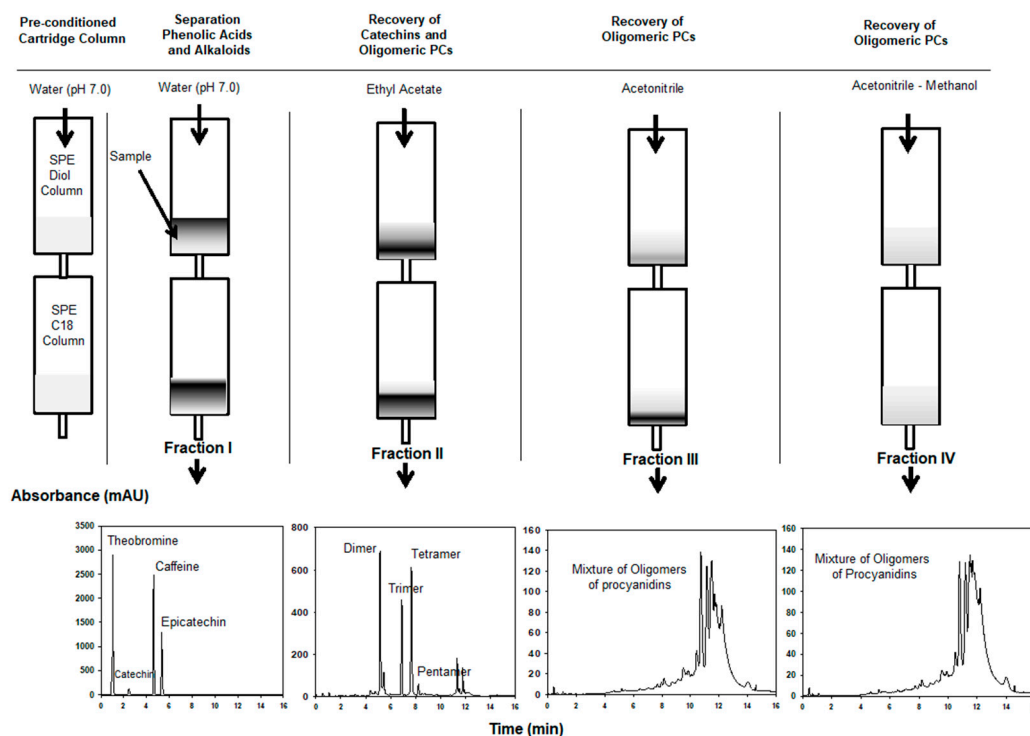 Pre-conditioned
Cartridge Column
Separation
Phenolic Acids
and Alkaloids
Recovery of
Catechins and
Oligomeric PCs
Recovery of
Oligomeric PCs
Recovery of
Oligomeric PCs
Water (pH 7.0)
Water (pH 7.0)
Ethyl Acetate
Acetonitrile
Acetonitrile - Methanol
SPE
Diol
Column
Sample
SPE
C18
Column
Fraction I
Fraction II
Fraction III
Fraction IV
Absorbance (mAU)
3500
3000
2500
2000
1500
1000
500
0
0 2 4 6 8 10 12 14 16
Theobromine
Caffeine
Epicatechin
Catechin
800
600
400
200
0
0 2 4 6 8 10 12 14 16
Dimer
Tetramer
Trimer
Pentamer
160
140
120
100
80
60
40
20
0
0 2 4 6 8 10 12 14 16
Mixture of Oligomers
of procyanidins
160
140
120
100
80
60
40
20
0
0 2 4 6 8 10 12 14
Mixture of Oligomers
of Procyanidins
Time (min)